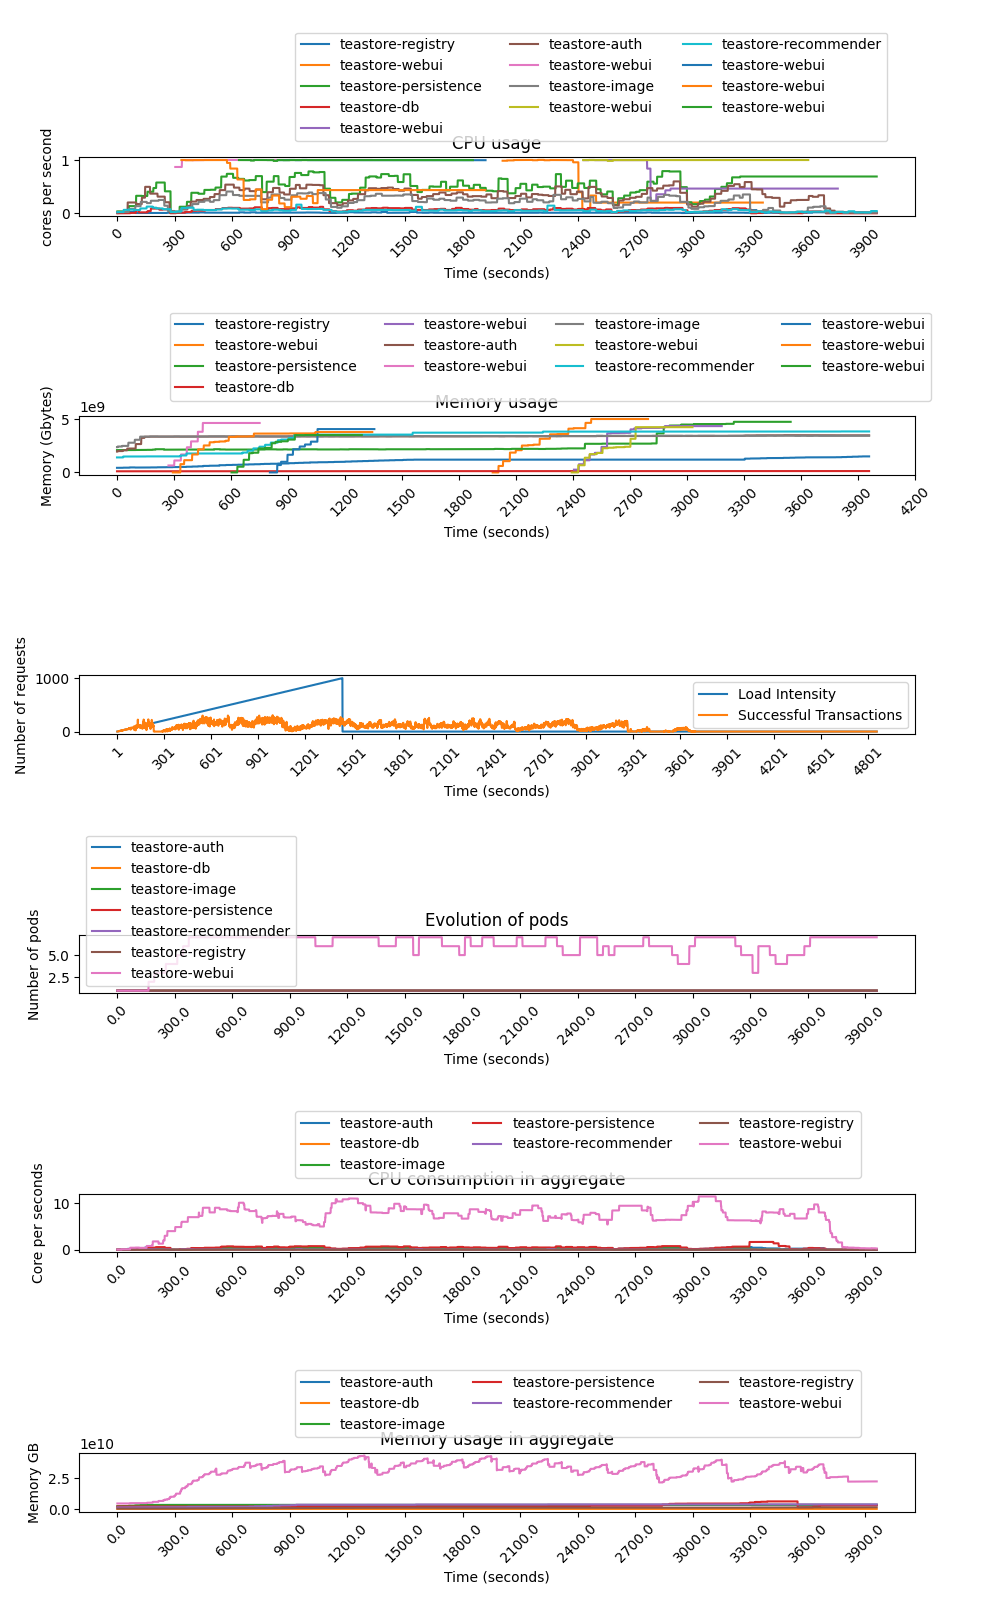 teastore-registry teastore-auth teastore-recommender
teastore-webui teastore-webui teastore-webui
teastore-persistence teastore-image teastore-webui
teastore-db teastore-webui teastore-webui
teastore-webui
CPU usage
cores per second
1
0
0 300 600 900 1200 1500 1800 2100 2400 2700 3000 3300 3600 3900
Time (seconds)
teastore-registry teastore-webui teastore-image teastore-webui
teastore-webui teastore-auth teastore-webui teastore-webui
teastore-persistence teastore-webui teastore-recommender teastore-webui
teastore-db
Memory usage
1e9
Memory (Gbytes)
5
0
0 300 600 900 1200 1500 1800 2100 2400 2700 3000 3300 3600 3900 4200
Time (seconds)
Number of requests
1000
0
Load Intensity
Successful Transactions
1 301 601 901 1201 1501 1801 2101 2401 2701 3001 3301 3601 3901 4201 4501 4801
Time (seconds)
teastore-auth
teastore-db
teastore-image
teastore-persistence
teastore-recommender
teastore-registry
teastore-webui
Evolution of pods
Number of pods
5.0
2.5
0.0 300.0 600.0 900.0 1200.0 1500.0 1800.0 2100.0 2400.0 2700.0 3000.0 3300.0 3600.0 3900.0
Time (seconds)
teastore-auth teastore-persistence teastore-registry
teastore-db teastore-recommender teastore-webui
teastore-image
CPU consumption in aggregate
Core per seconds
10
0
0.0 300.0 600.0 900.0 1200.0 1500.0 1800.0 2100.0 2400.0 2700.0 3000.0 3300.0 3600.0 3900.0
Time (seconds)
teastore-auth teastore-persistence teastore-registry
teastore-db teastore-recommender teastore-webui
teastore-image
Memory usage in aggregate
1e10
Memory GB
2.5
0.0
0.0 300.0 600.0 900.0 1200.0 1500.0 1800.0 2100.0 2400.0 2700.0 3000.0 3300.0 3600.0 3900.0
Time (seconds)